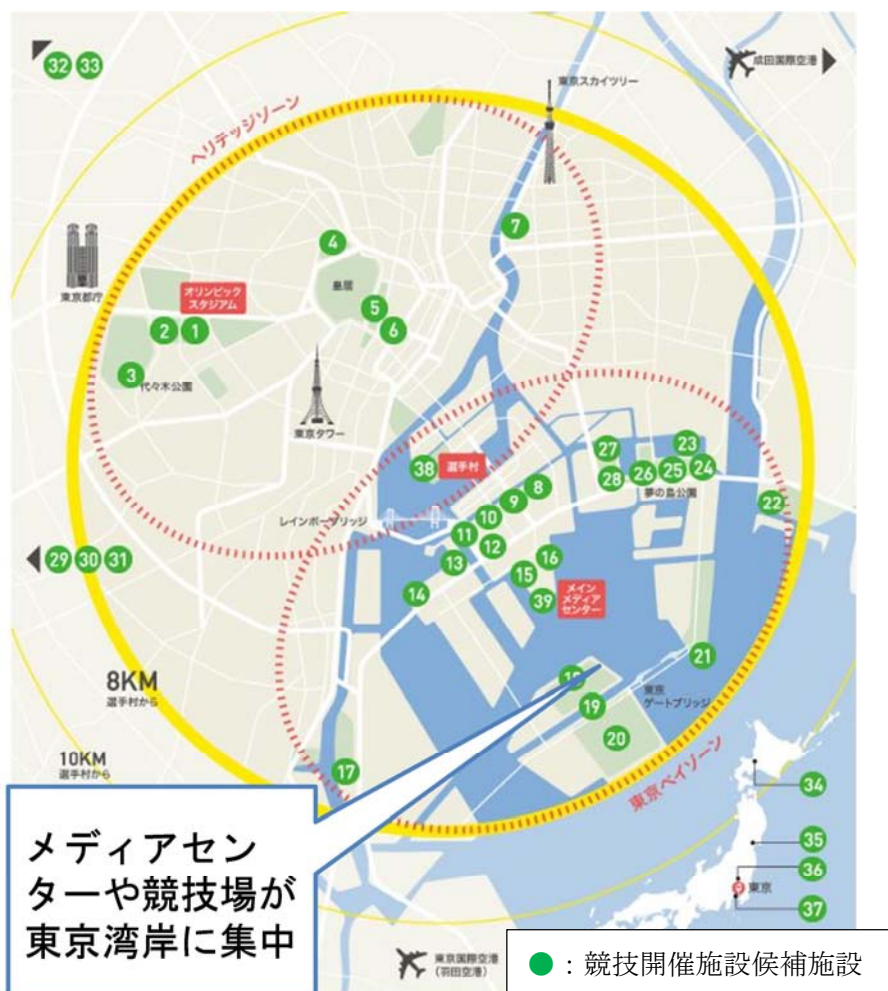 32 33
成田国際空港
東京スカイツリー
ヘリテッジゾーン
7
4
東京都庁
オリンピック
スタジアム
皇居
5
2 1
6
3
代々木公園
東京タワー
27
23
38
選手村
28 26 25 24
夢の島公園
9 8
22
レインボーブリッジ
10
11
12
13
16
15
29 30 31
14
39
メイン
メディア
センター
21
8KM
選手村から
19
東京
ゲートブリッジ
20
10KM
選手村から
17
東京ベイゾーン
34
メディアセン
ターや競技場が
東京湾岸に集中
35
36
東京
37
東京国際空港
(羽田空港)
●：競技開催施設候補施設